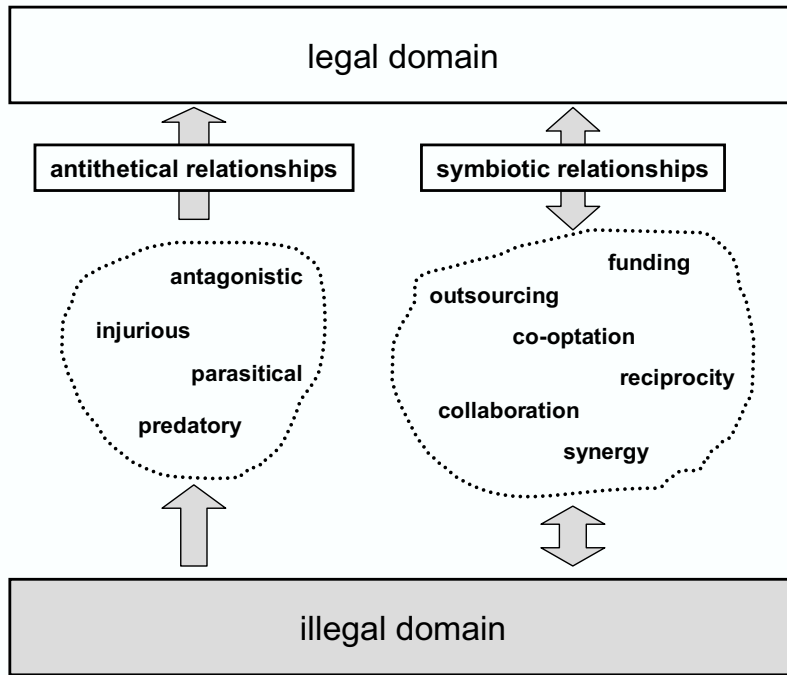 legal domain
antithetical relationships
symbiotic relationships
antagonistic
injurious
parasitical
predatory
funding
outsourcing
co-optation
reciprocity
collaboration
synergy
illegal domain